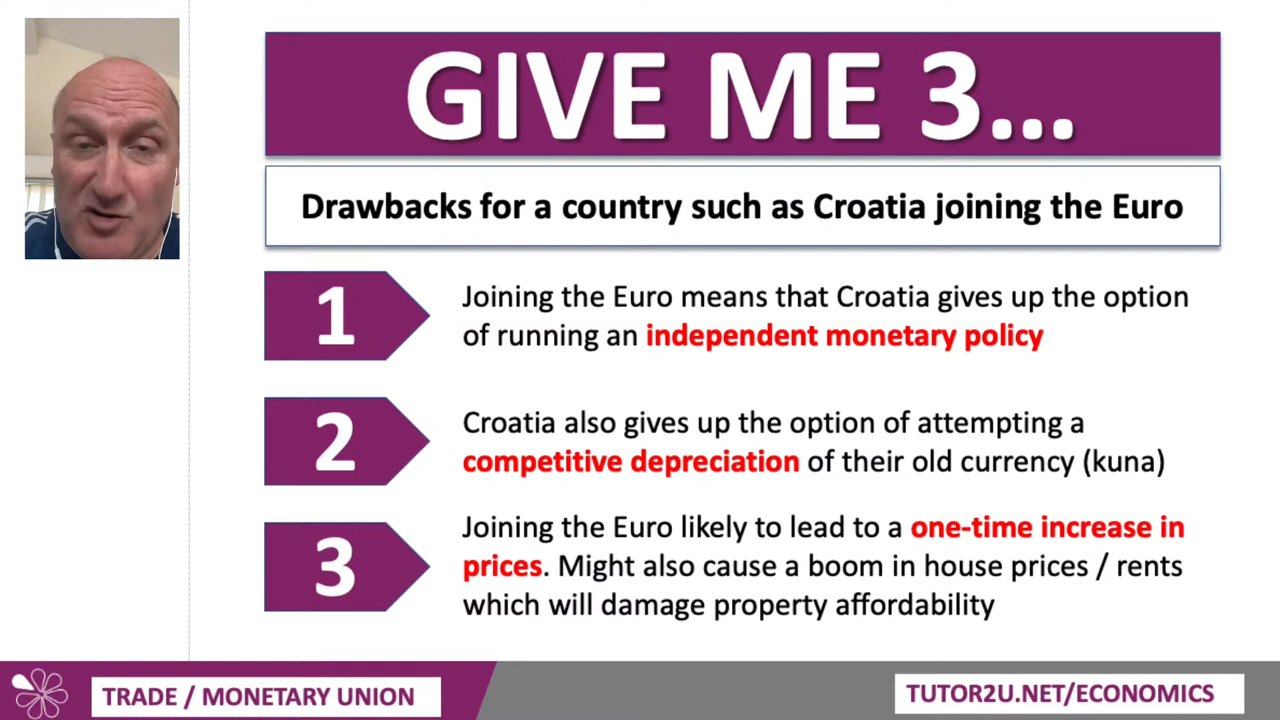 GIVE ME 3...
Drawbacks for a country such as Croatia joining the Euro
1
Joining the Euro means that Croatia gives up the option
of running an independent monetary policy
2
Croatia also gives up the option of attempting a
competitive depreciation of their old currency (kuna)
3
Joining the Euro likely to lead to a one-time increase in
prices. Might also cause a boom in house prices / rents
which will damage property affordability
TRADE / MONETARY UNION
TUTOR2U.NET/ECONOMICS